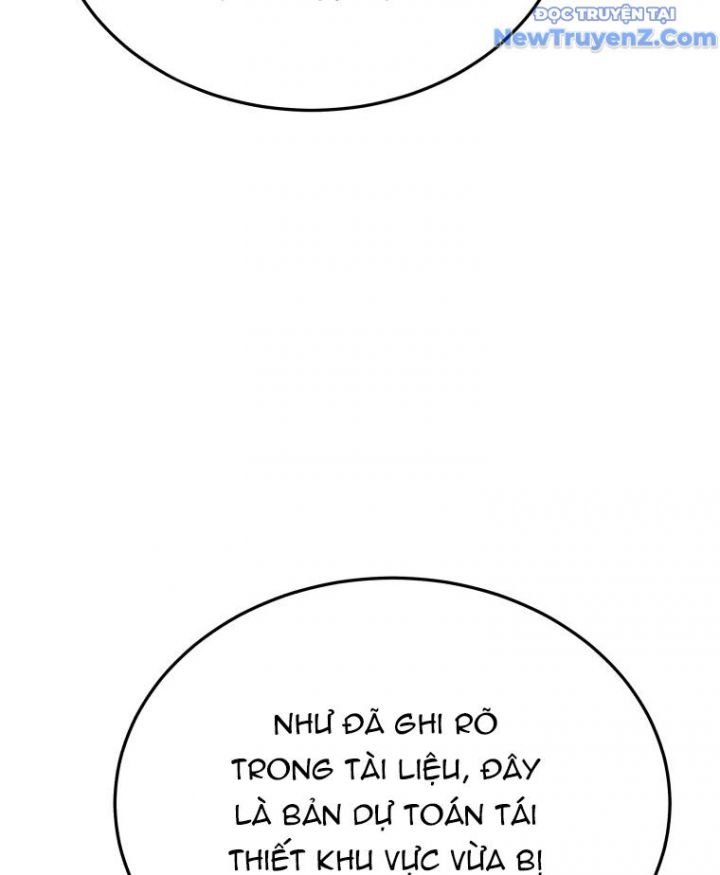 ĐỌC TRUYỆN TẠI
NewTruyenZ.com
NHƯ ĐÃ GHI RÕ
TRONG TÀI LIỆU, ĐÂY
LÀ BẢN DỰ TOÁN TÁI
THIẾT KHU VỰC VỪA BỊ